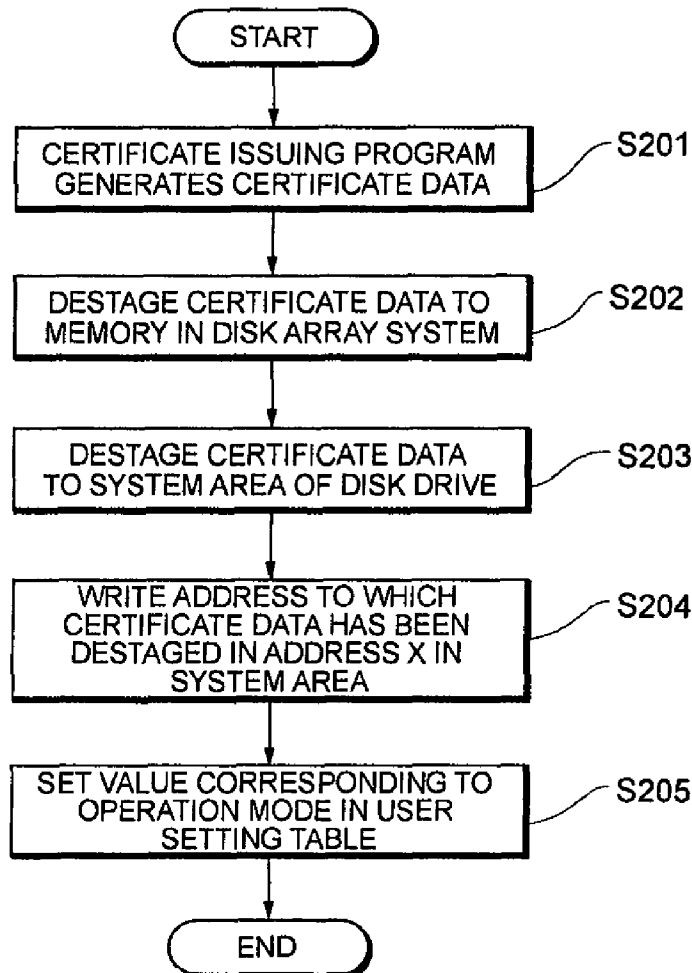 START
CERTIFICATE ISSUING PROGRAM
GENERATES CERTIFICATE DATA
S201
DESTAGE CERTIFICATE DATA TO
MEMORY IN DISK ARRAY SYSTEM
S202
DESTAGE CERTIFICATE DATA
TO SYSTEM AREA OF DISK DRIVE
S203
WRITE ADDRESS TO WHICH
CERTIFICATE DATA HAS BEEN
DESTAGED IN ADDRESS X IN
SYSTEM AREA
S204
SET VALUE CORRESPONDING TO
OPERATION MODE IN USER
SETTING TABLE
S205
END